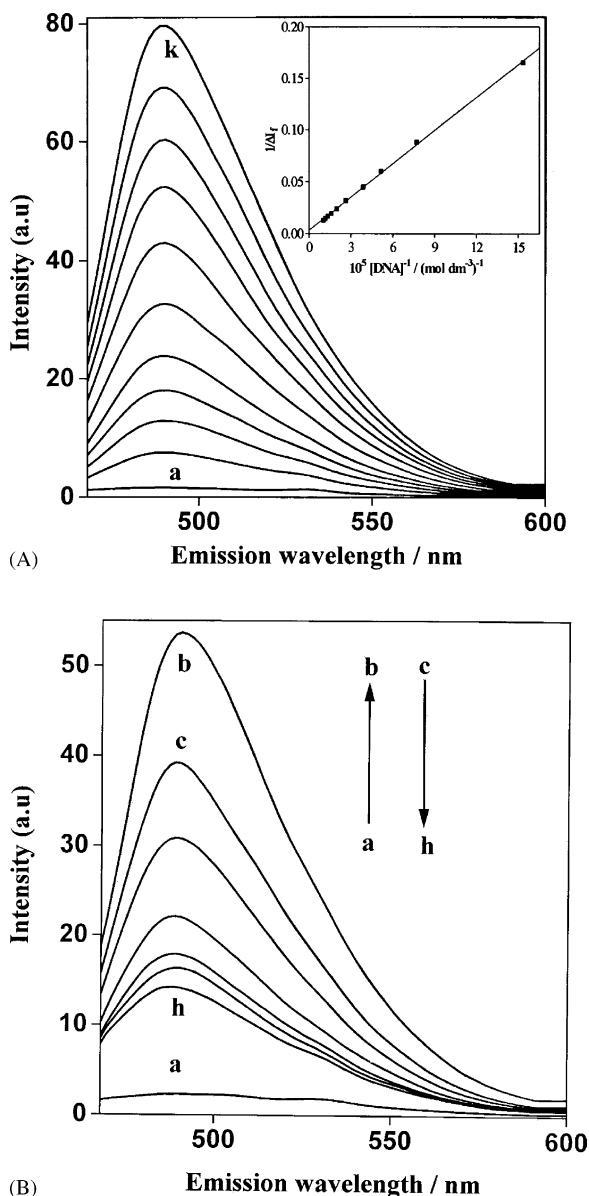 80
60
40
20
0
Intensity (a.u)
k
a
500
550
600
Emission wavelength / nm
(A)
0.20
0.15
0.10
0.05
0.00
1/ΔI_f
0
3
6
9
12
15
10⁵ [DNA]⁻¹ / (mol dm⁻³)⁻¹
50
40
30
20
10
0
Intensity (a.u)
b
c
h
a
b c
a h
500
550
600
Emission wavelength / nm
(B)